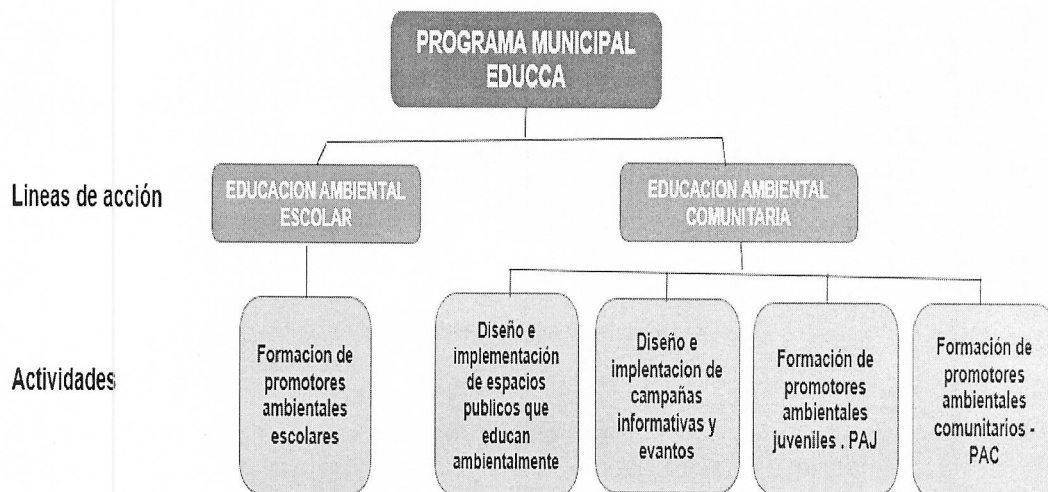 PROGRAMA MUNICIPAL
EDUCCA
Lineas de acción
EDUCACION AMBIENTAL
ESCOLAR
EDUCACION AMBIENTAL
COMUNITARIA
Actividades
Formacion de
promotores
ambientales
escolares
Diseño e
implementación
de espacios
publicos que
educan
ambientalmente
Diseño e
implentacion de
campañas
informativas y
evantos
Formación de
promotores
ambientales
juveniles . PAJ
Formación de
promotores
ambientales
comunitarios -
PAC